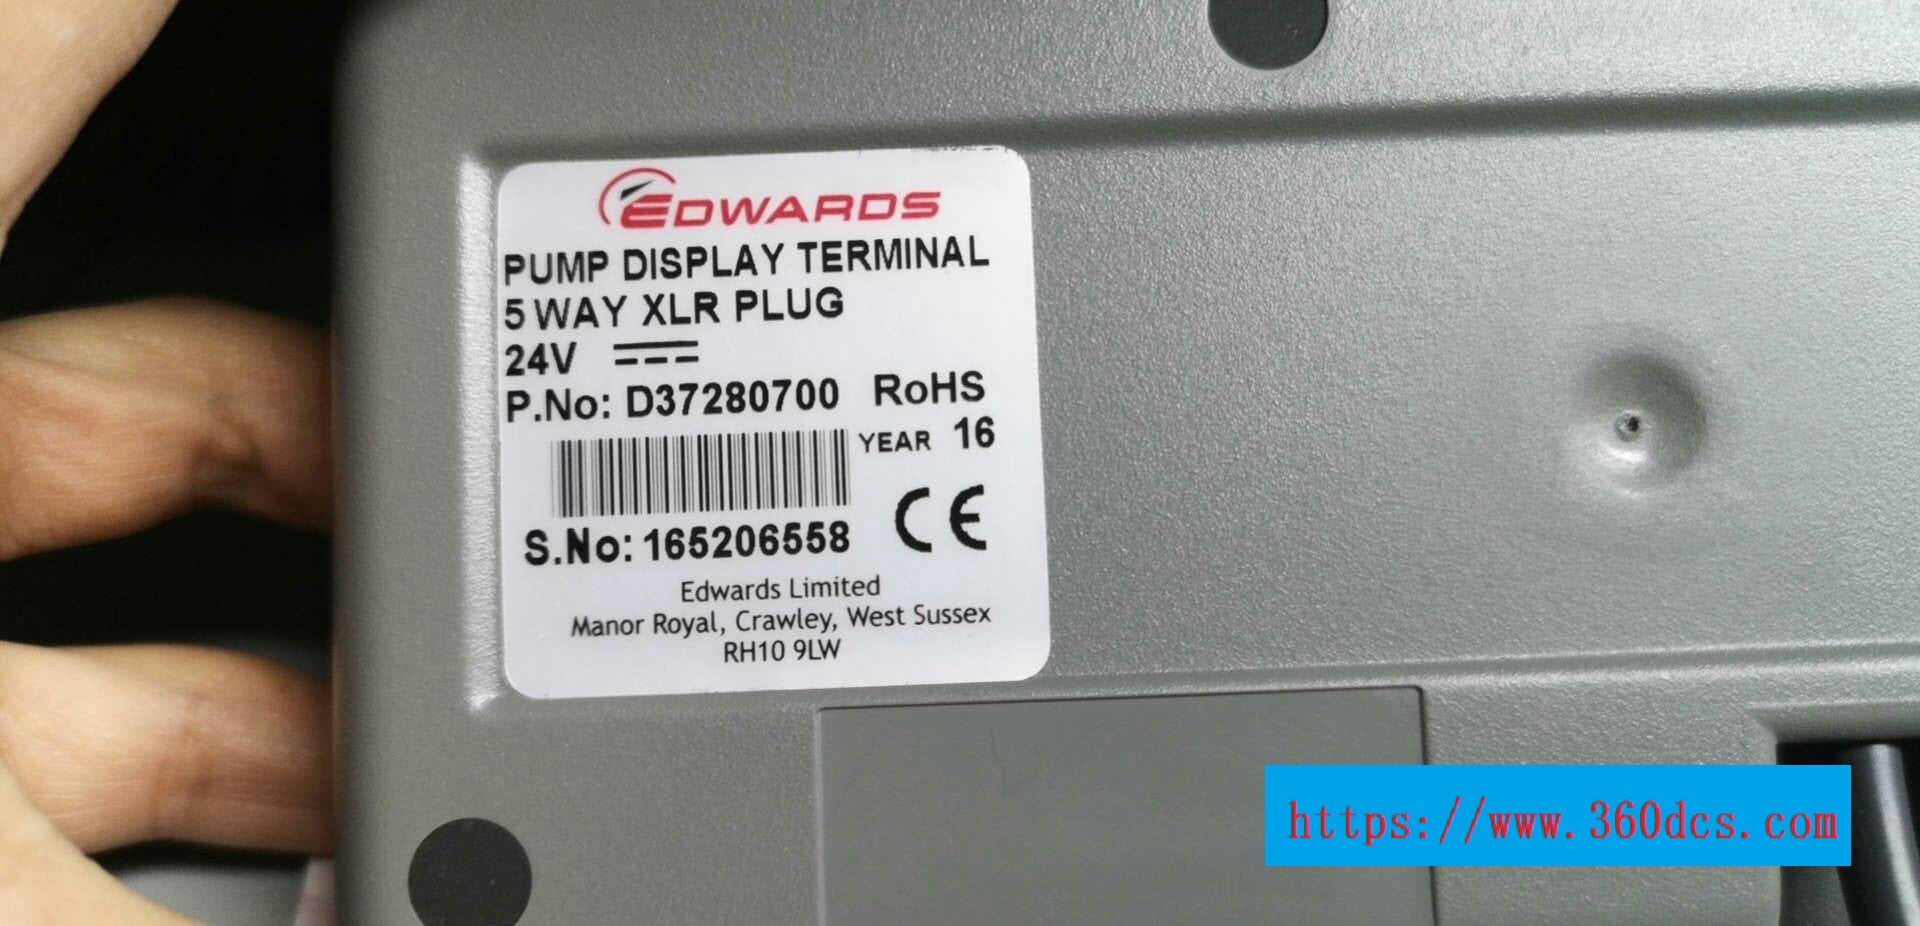 EDWARDS
PUMP DISPLAY TERMINAL
5 WAY XLR PLUG
24V
P.No: D37280700 RoHS
YEAR 16
S.No: 165206558 CE
Edwards Limited
Manor Royal, Crawley, West Sussex
RH10 9LW
https://www.360dcs.com